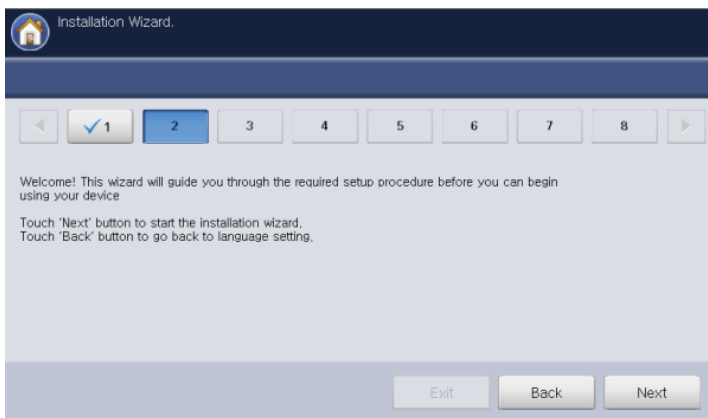 Installation Wizard.
1 2 3 4 5 6 7 8
Welcome! This wizard will guide you through the required setup procedure before you can begin
using your device
Touch 'Next' button to start the installation wizard,
Touch 'Back' button to go back to language setting,
Exit Back Next